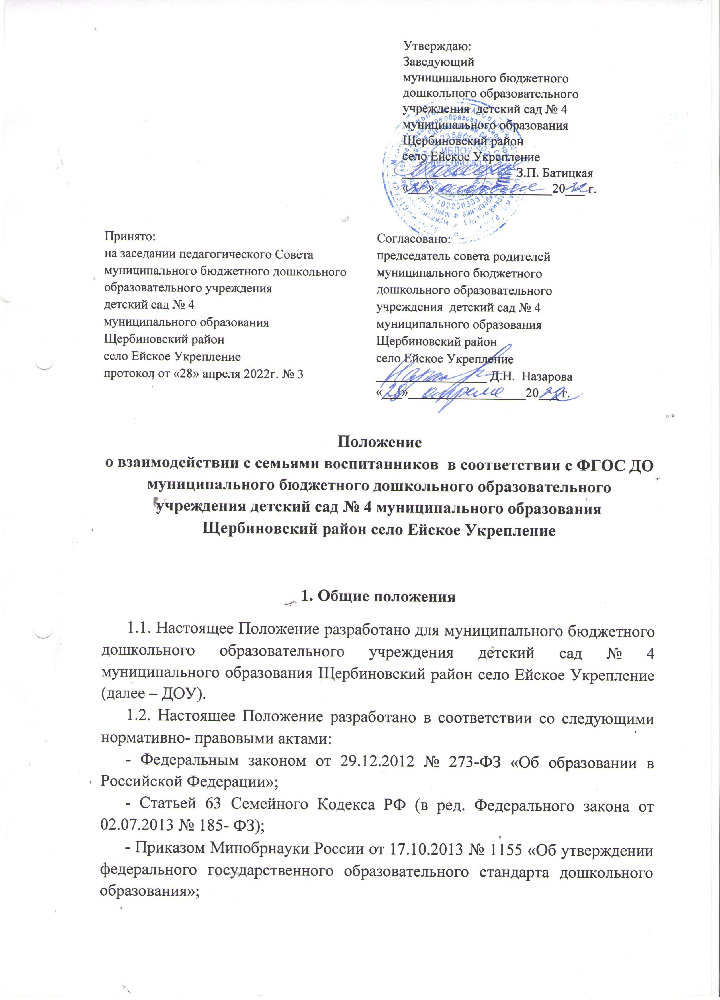 Утверждаю:
Заведующий
муниципального бюджетного
дошкольного образовательного
учреждения детский сад № 4
муниципального образования
Щербиновский район
село Ейское Укрепление
З.П. Батицкая
«28» апреля 2022 г.
МБДОУ
детский сад
№ 4
Принято:
на заседании педагогического Совета
муниципального бюджетного дошкольного
образовательного учреждения
детский сад № 4
муниципального образования
Щербиновский район
село Ейское Укрепление
протокол от «28» апреля 2022г. № 3
Согласовано:
председатель совета родителей
муниципального бюджетного
дошкольного образовательного
учреждения детский сад № 4
муниципального образования
Щербиновский район
село Ейское Укрепление
Д.Н. Назарова
«28» апреля 2022 г.
Положение
о взаимодействии с семьями воспитанников в соответствии с ФГОС ДО
муниципального бюджетного дошкольного образовательного
учреждения детский сад № 4 муниципального образования
Щербиновский район село Ейское Укрепление
1. Общие положения
1.1. Настоящее Положение разработано для муниципального бюджетного
дошкольного образовательного учреждения детский сад № 4
муниципального образования Щербиновский район село Ейское Укрепление
(далее – ДОУ).
1.2. Настоящее Положение разработано в соответствии со следующими
нормативно- правовыми актами:
- Федеральным законом от 29.12.2012 № 273-ФЗ «Об образовании в
Российской Федерации»;
- Статьей 63 Семейного Кодекса РФ (в ред. Федерального закона от
02.07.2013 № 185- ФЗ);
- Приказом Минобрнауки России от 17.10.2013 № 1155 «Об утверждении
федерального государственного образовательного стандарта дошкольного
образования»;